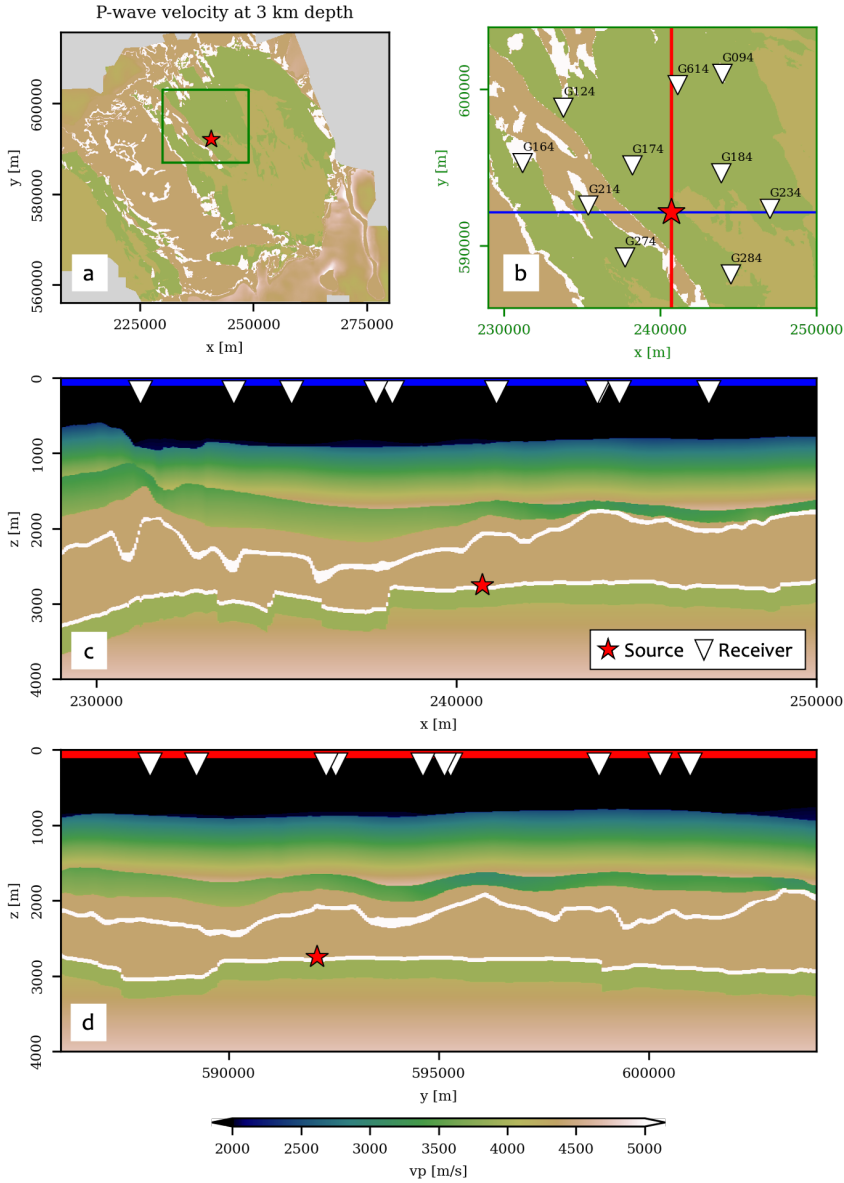 P-wave velocity at 3 km depth
y [m]
600000
580000
560000
a
225000
250000
275000
x [m]
y [m]
600000
590000
G614
G094
G124
G164
G174
G184
G214
G234
G274
G284
b
230000
240000
250000
x [m]
0
1000
2000
3000
4000
z [m]
c
Source
Receiver
230000
240000
250000
x [m]
0
1000
2000
3000
4000
z [m]
d
590000
595000
600000
y [m]
2000
2500
3000
3500
4000
4500
5000
vp [m/s]